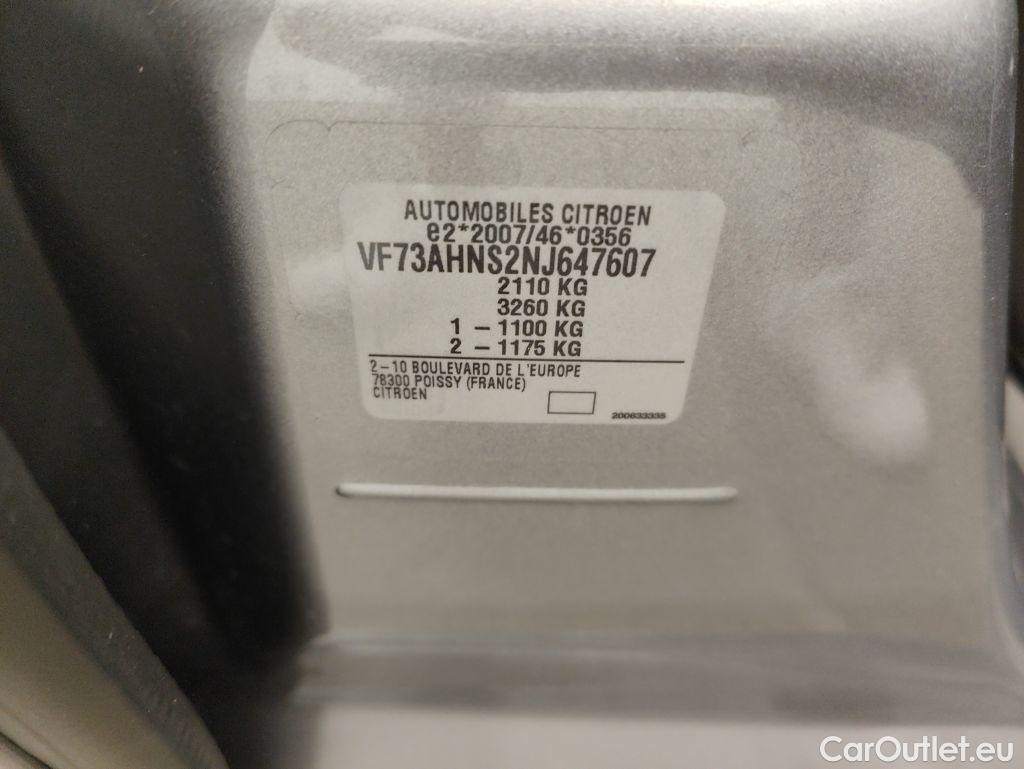 AUTOMOBILES CITROEN
e2*2007/46*0356
VF73AHNS2NJ647607
2110 KG
3260 KG
1 – 1100 KG
2 – 1175 KG
2–10 BOULEVARD DE L'EUROPE
78300 POISSY (FRANCE)
CITROEN
200633335
CarOutlet.eu